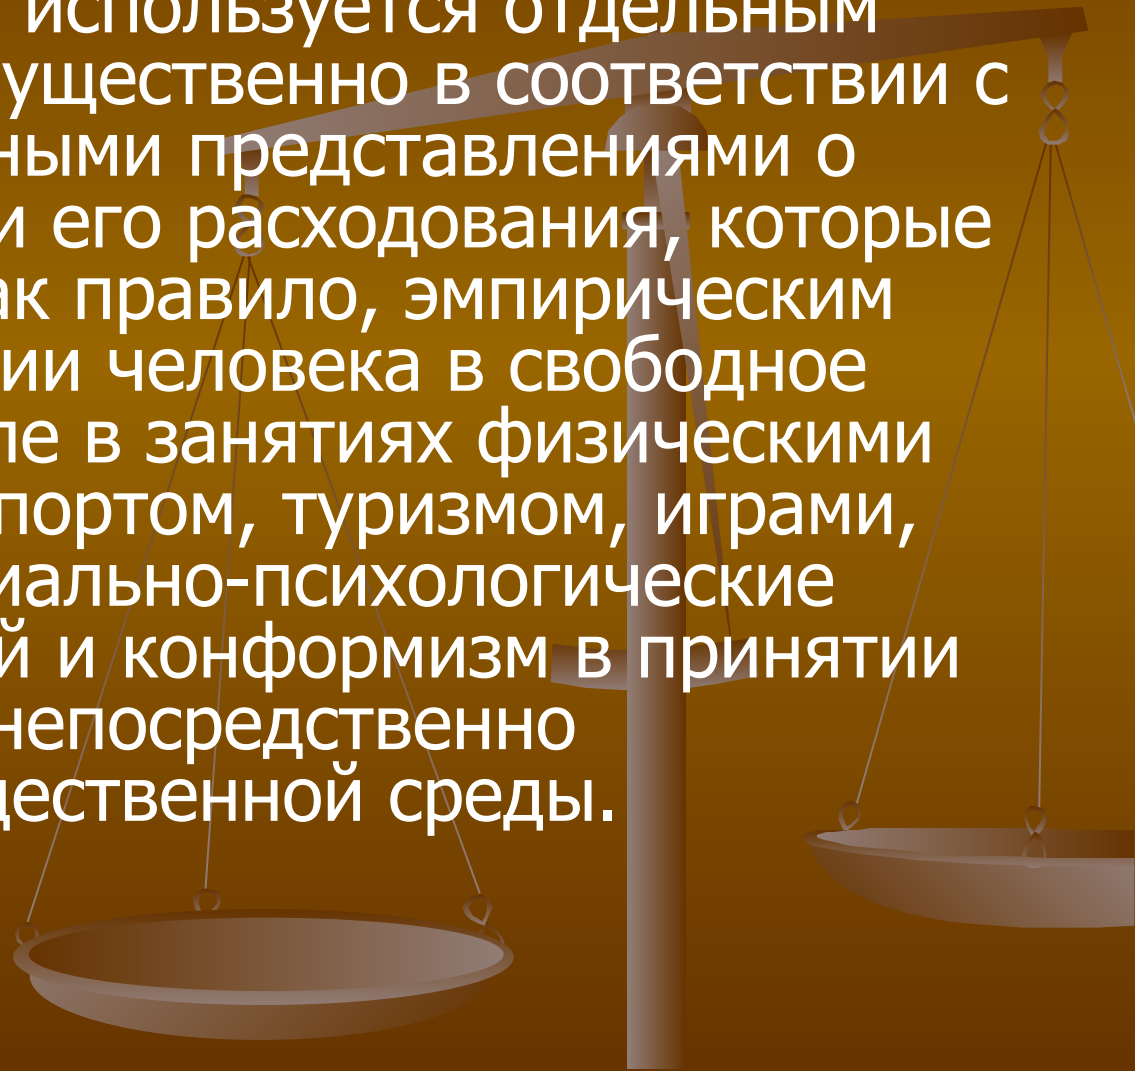 используется отдельным
ущественно в соответствии с
ными представлениями о
и его расходования, которые
ак правило, эмпирическим
ии человека в свободное
ле в занятиях физическими
портом, туризмом, играми,
иально-психологические
й и конформизм в принятии
непосредственно
ественной среды.